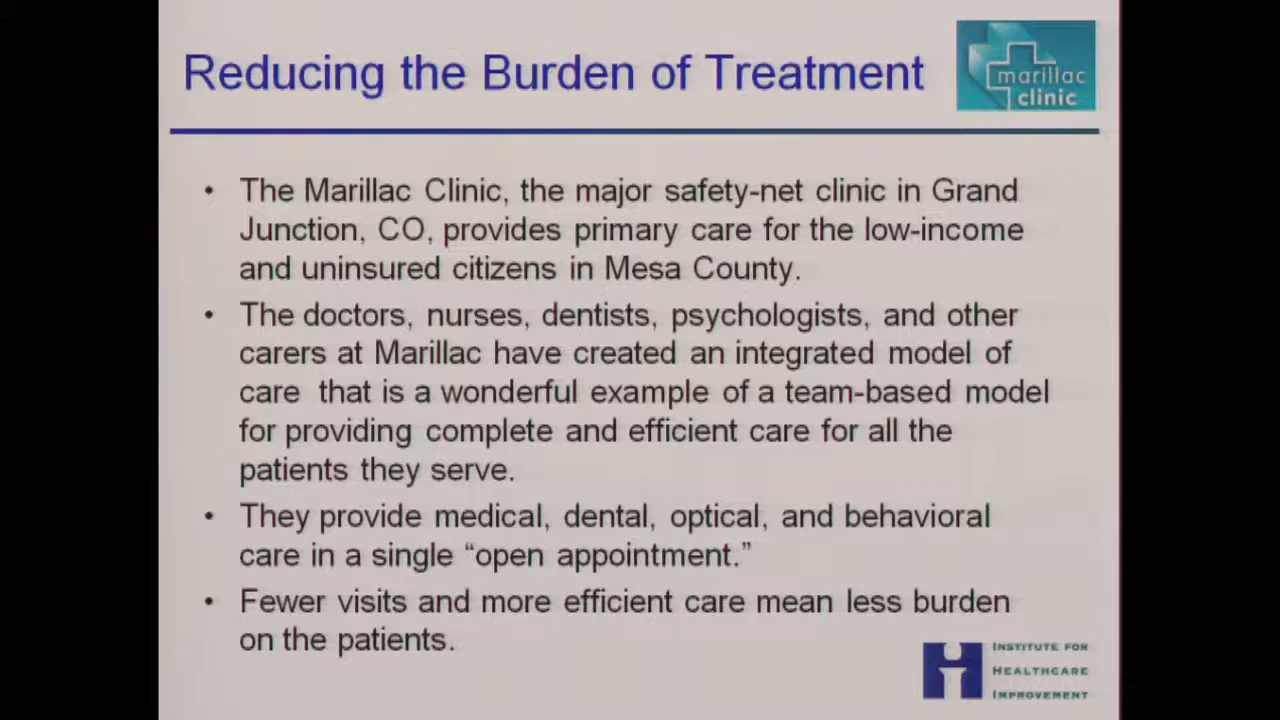 Reducing the Burden of Treatment
marillac
clinic
• The Marillac Clinic, the major safety-net clinic in Grand
Junction, CO, provides primary care for the low-income
and uninsured citizens in Mesa County.
• The doctors, nurses, dentists, psychologists, and other
carers at Marillac have created an integrated model of
care that is a wonderful example of a team-based model
for providing complete and efficient care for all the
patients they serve.
• They provide medical, dental, optical, and behavioral
care in a single “open appointment.”
• Fewer visits and more efficient care mean less burden
on the patients.
INSTITUTE FOR
HEALTHCARE
IMPROVEMENT